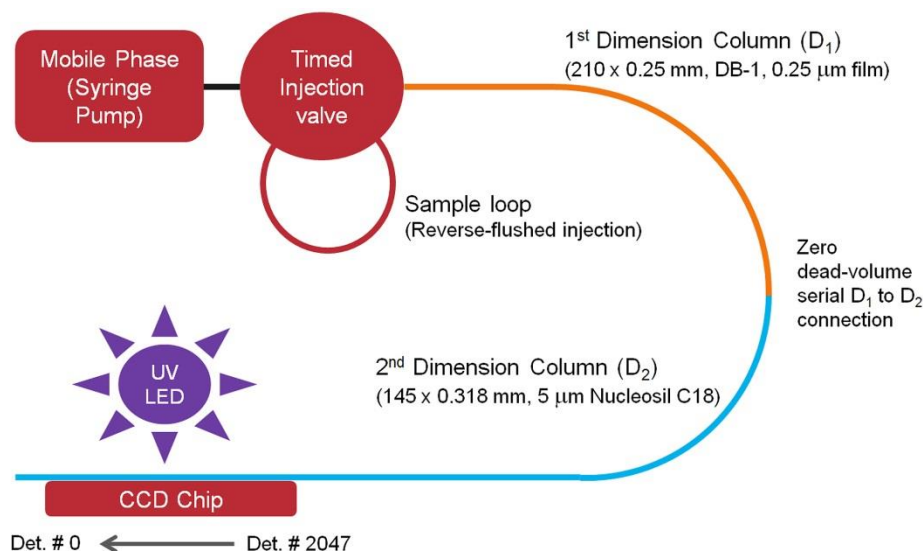 Mobile Phase
(Syringe
Pump)
Timed
Injection
valve
1st Dimension Column (D1)
(210 x 0.25 mm, DB-1, 0.25 μm film)
Sample loop
(Reverse-flushed injection)
Zero
dead-volume
serial D1 to D2
connection
2nd Dimension Column (D2)
(145 x 0.318 mm, 5 μm Nucleosil C18)
UV
LED
CCD Chip
Det. # 0
Det. # 2047